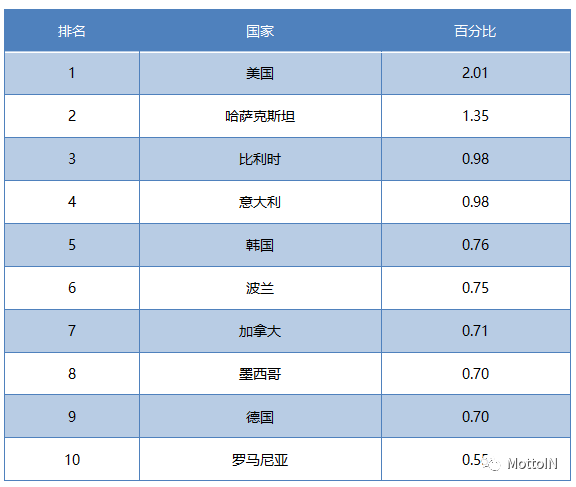 排名 国家 百分比
1 美国 2.01
2 哈萨克斯坦 1.35
3 比利时 0.98
4 意大利 0.98
5 韩国 0.76
6 波兰 0.75
7 加拿大 0.71
8 墨西哥 0.70
9 德国 0.70
10 罗马尼亚 MottoIN